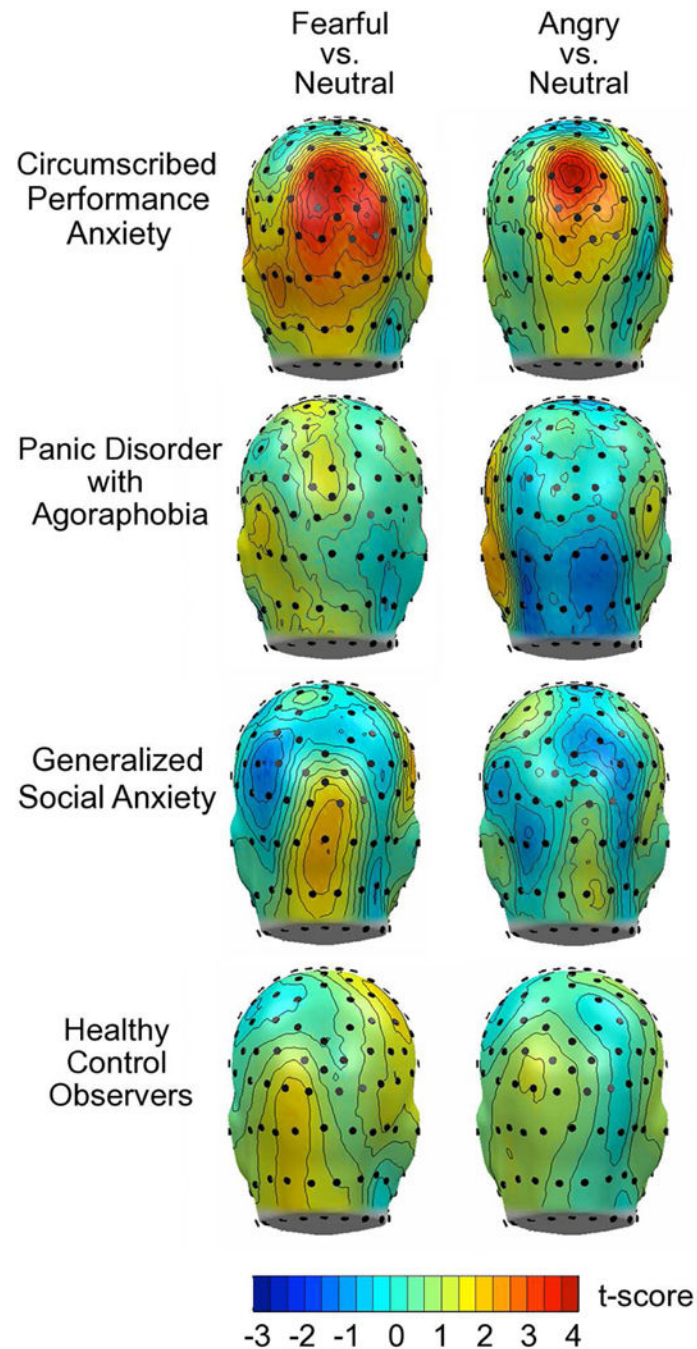 Fearful
vs.
Neutral
Angry
vs.
Neutral
Circumscribed
Performance
Anxiety
Panic Disorder
with
Agoraphobia
Generalized
Social Anxiety
Healthy
Control
Observers
t-score
-3 -2 -1 0 1 2 3 4